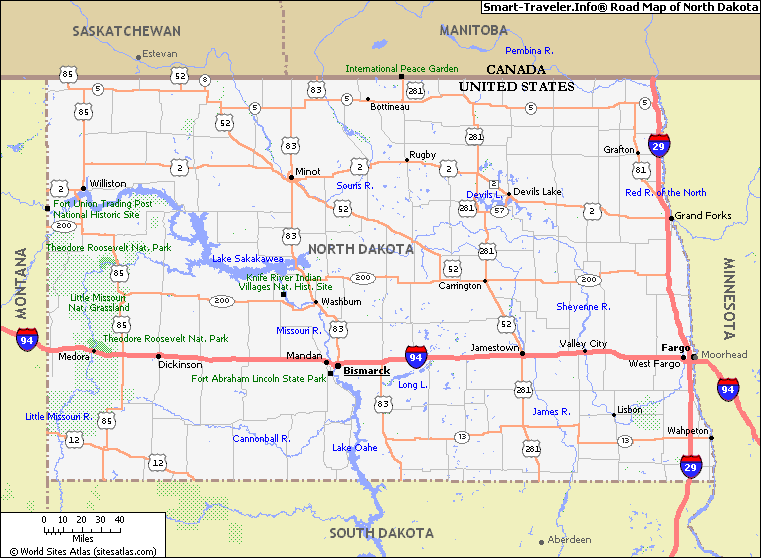 Smart-Traveler.Info® Road Map of North Dakota
SASKATCHEWAN
MANITOBA
Estevan
Pembina R.
International Peace Garden
CANADA
UNITED STATES
85
52
8
83
281
5
5
5
5
85
Bottineau
52
83
281
29
Grafton
81
Rugby
2
2
2
Minot
Williston
2
Souris R.
Devils L.
2
Devils Lake
Red R. of the North
Fort Union Trading Post
National Historic Site
52
281
57
2
Grand Forks
200
83
281
Theodore Roosevelt Nat. Park
NORTH DAKOTA
Lake Sakakawea
MONTANA
MINNESOTA
85
52
200
200
Knife River Indian
Villages Nat. Hist. Site
Carrington
Little Missouri
Nat. Grassland
200
Washburn
Sheyenne R.
85
Missouri R.
83
52
94
Theodore Roosevelt Nat. Park
Medora
Dickinson
Mandan
Bismarck
94
Jamestown
Valley City
Fargo
West Fargo
Moorhead
Fort Abraham Lincoln State Park
Long L.
94
281
83
Little Missouri R.
85
James R.
Lisbon
Wahpeton
12
Cannonball R.
13
13
Lake Oahe
281
12
29
0 10 20 30 40
Miles
SOUTH DAKOTA
Aberdeen
© World Sites Atlas (sitesatlas.com)